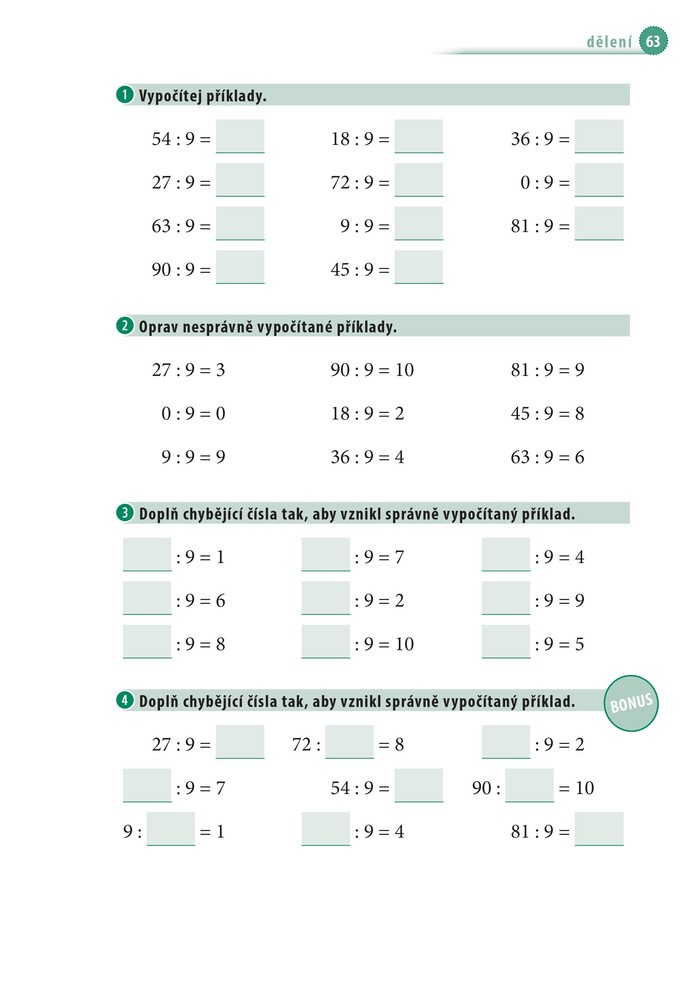 dělení 63
1 Vypočítej příklady.
54 : 9 = 18 : 9 = 36 : 9 =
27 : 9 = 72 : 9 = 0 : 9 =
63 : 9 = 9 : 9 = 81 : 9 =
90 : 9 = 45 : 9 =
2 Oprav nesprávně vypočítané příklady.
27 : 9 = 3 90 : 9 = 10 81 : 9 = 9
0 : 9 = 0 18 : 9 = 2 45 : 9 = 8
9 : 9 = 9 36 : 9 = 4 63 : 9 = 6
3 Doplň chybějící čísla tak, aby vznikl správně vypočítaný příklad.
: 9 = 1 : 9 = 7 : 9 = 4
: 9 = 6 : 9 = 2 : 9 = 9
: 9 = 8 : 9 = 10 : 9 = 5
4 Doplň chybějící čísla tak, aby vznikl správně vypočítaný příklad. BONUS
27 : 9 = 72 : = 8 : 9 = 2
: 9 = 7 54 : 9 = 90 : = 10
9 : = 1 : 9 = 4 81 : 9 =